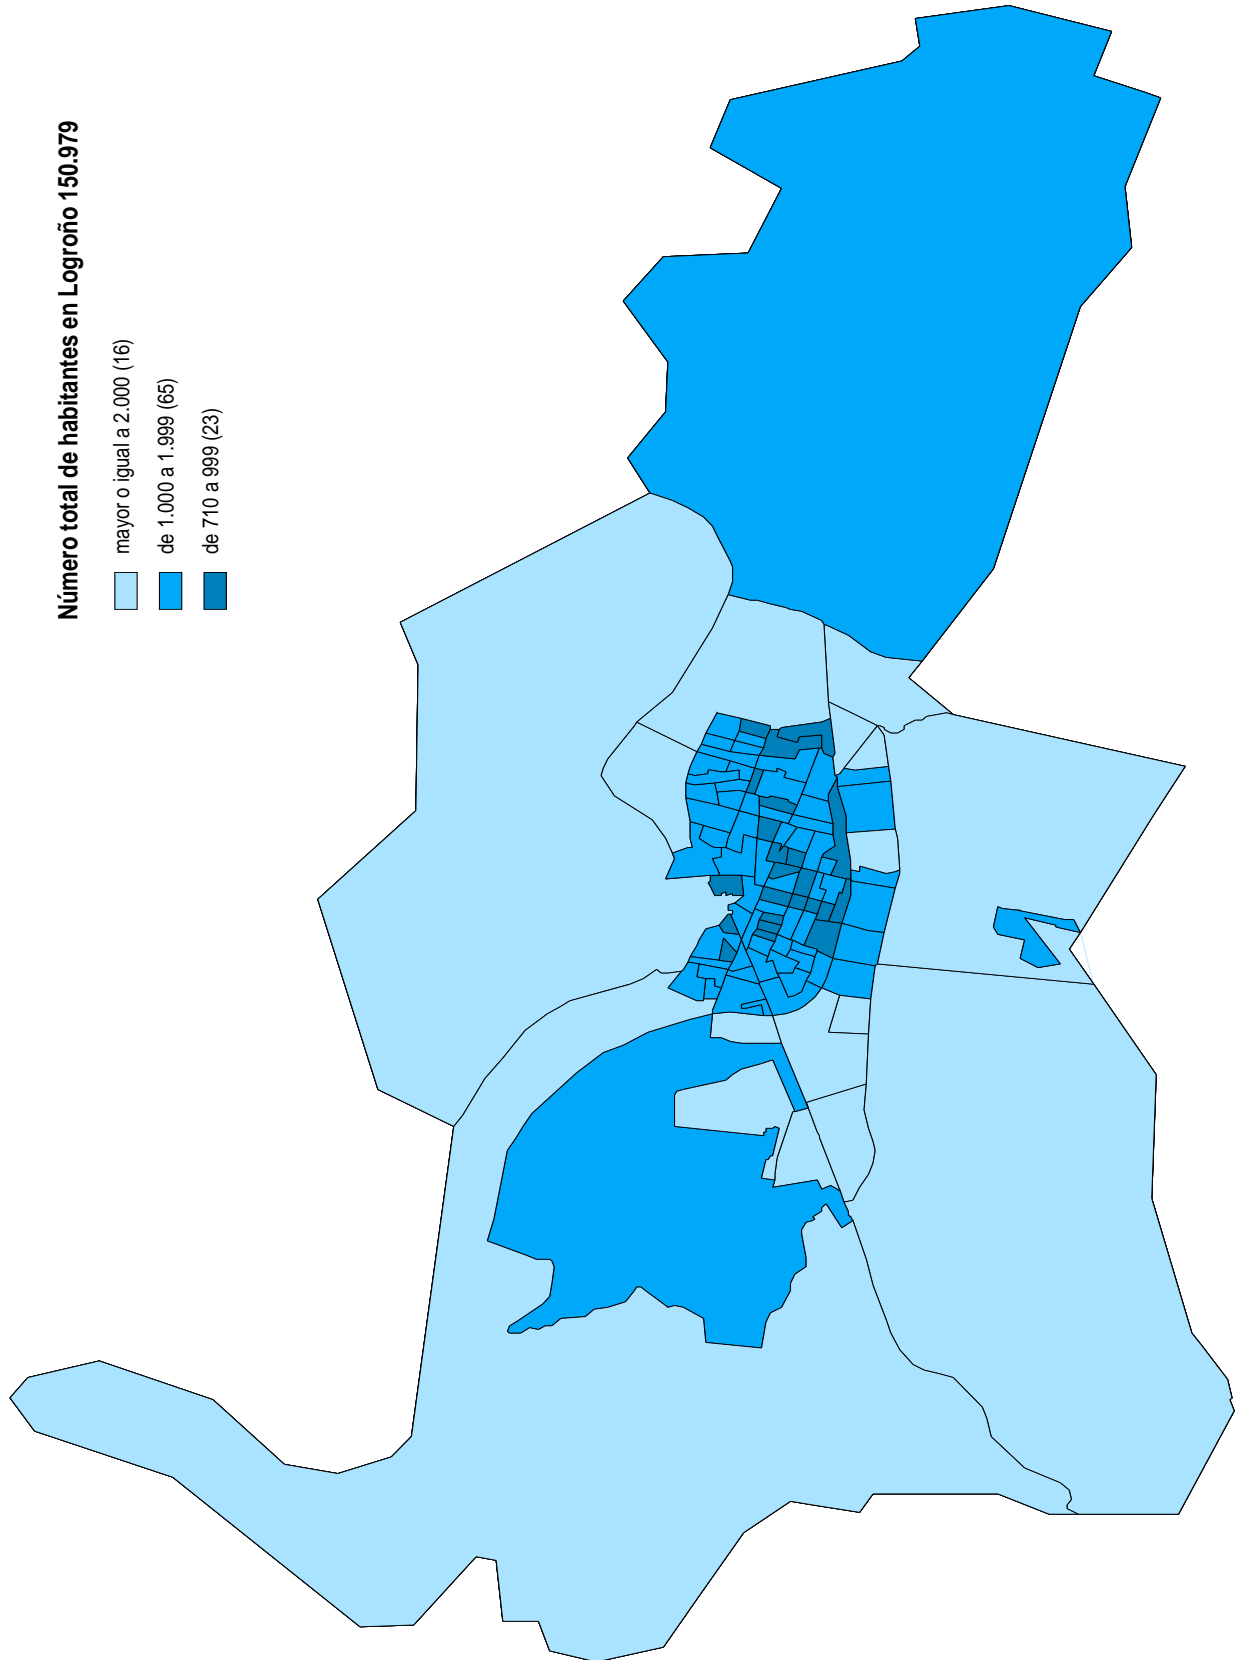 Número total de habitantes en Logroño 150.979
mayor o igual a 2.000 (16)
de 1.000 a 1.999 (65)
de 710 a 999 (23)